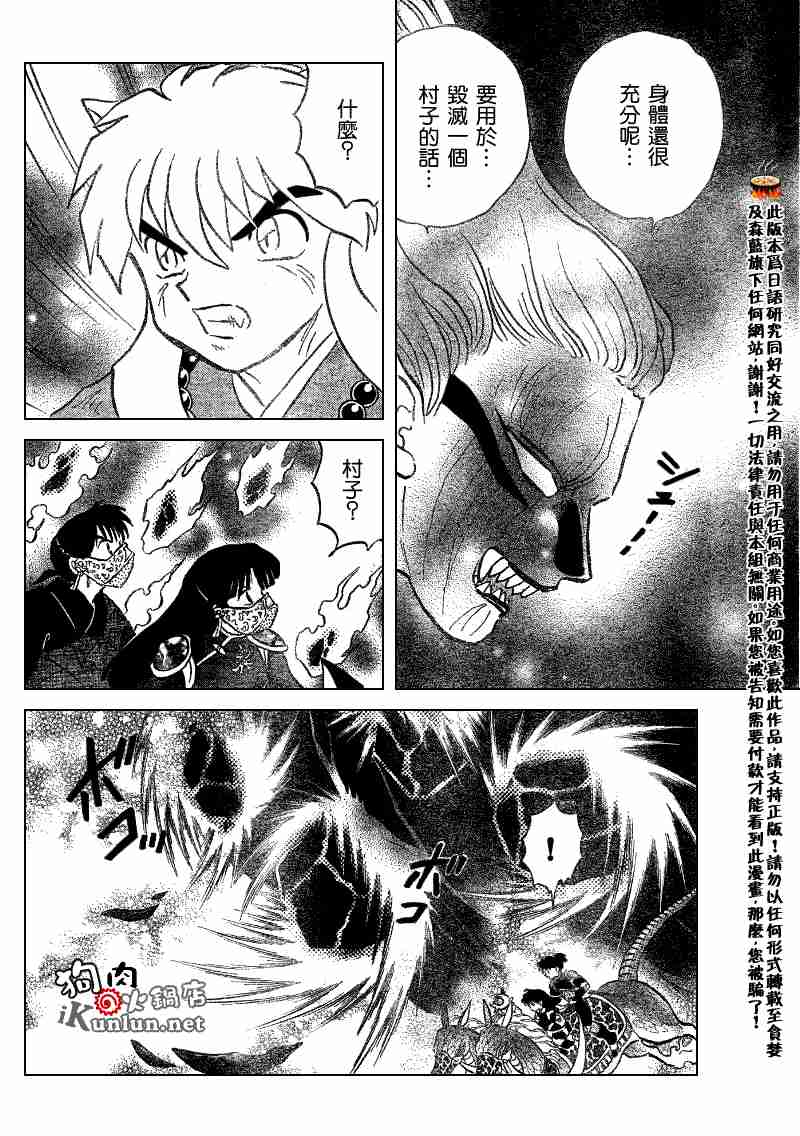 身體還很
充分呢…
要用於…
毀滅一個
村子的話…
ニヤ…
什麼?
村子?
ボコ
ボコ
!
狗肉
火鍋店
iKunlun.net
此版本爲日語研究同好交流之用,請勿用于任何商業用途,如您喜歡此作品,請支持正版!請勿以任何形式轉載至貪婪
及森藍旗下任何網站,謝謝!一切法律責任與本組無關。如果您被告知需要付款才能看到此漫畫,那麼,您被騙了!